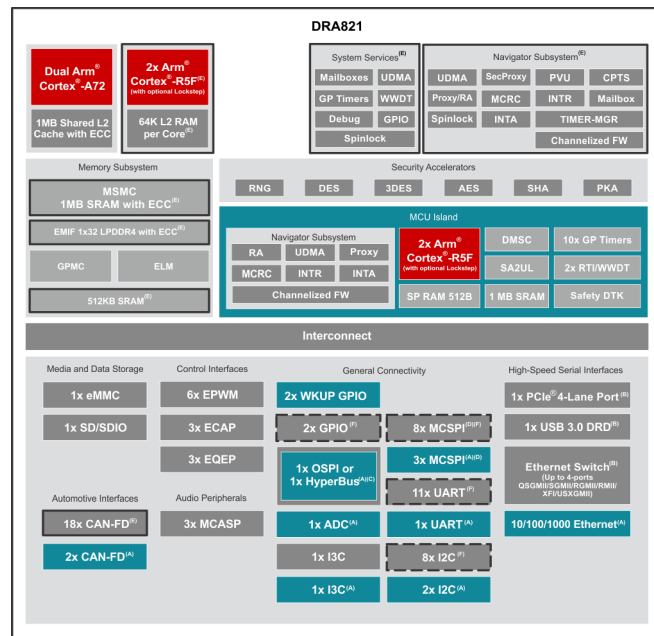 DRA821
Dual Arm®
Cortex®-A72
1MB Shared L2
Cache with ECC
2x Arm®
Cortex®-R5F(E)
(with optional Lockstep)
64K L2 RAM
per Core(E)
System Services(E)
Mailboxes UDMA
GP Timers WWDT
Debug GPIO
Spinlock
Navigator Subsystem(E)
UDMA SecProxy PVU CPTS
Proxy/RA MCRC INTR Mailbox
Spinlock INTA TIMER-MGR
Channelized FW
Memory Subsystem
MSMC
1MB SRAM with ECC(E)
EMIF 1x32 LPDDR4 with ECC(E)
GPMC ELM
512KB SRAM(E)
Security Accelerators
RNG DES 3DES AES SHA PKA
MCU Island
Navigator Subsystem
RA UDMA Proxy
MCRC INTR INTA
Channelized FW
2x Arm®
Cortex®-R5F
(with optional Lockstep)
SP RAM 512B
DMSC 10x GP Timers
SA2UL 2x RTI/WWDT
1 MB SRAM Safety DTK
Interconnect
Media and Data Storage
1x eMMC
1x SD/SDIO
Automotive Interfaces
18x CAN-FD(E)
2x CAN-FD(A)
Control Interfaces
6x EPWM
3x ECAP
3x EQEP
Audio Peripherals
3x MCASP
General Connectivity
2x WKUP GPIO
2x GPIO(F)
1x OSPI or
1x HyperBus(A)(C)
1x ADC(A)
1x I3C
1x I3C(A)
8x MCSPI(D)(F)
3x MCSPI(A)(D)
11x UART(F)
1x UART(A)
8x I2C(F)
2x I2C(A)
High-Speed Serial Interfaces
1x PCIe® 4-Lane Port(B)
1x USB 3.0 DRD(B)
Ethernet Switch(B)
(Up to 4-ports
QSGMII/SGMII/RGMII/RMII/
XFI/USXGMII)
10/100/1000 Ethernet(A)